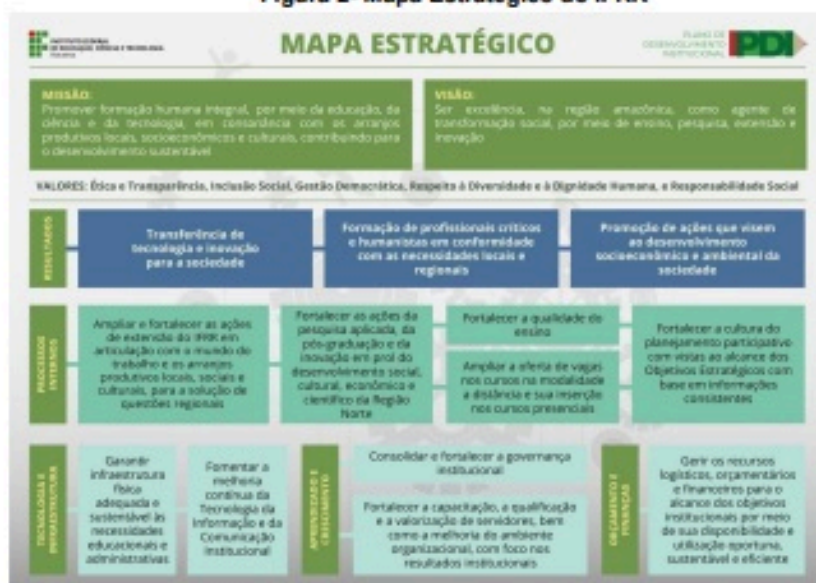 Figura 2- Mapa Estratégico do IFRR
INSTITUTO FEDERAL
DE EDUCAÇÃO, CIÊNCIA E TECNOLOGIA
MAPA ESTRATÉGICO
PLANO DE
DESENVOLVIMENTO
INSTITUCIONAL
PDI
MISSÃO:
Promover formação humana integral, por meio da educação, da
ciência e da tecnologia, em consonância com os arranjos
produtivos locais, socioeconômicos e culturais, contribuindo para
o desenvolvimento sustentável
VISÃO:
Ser excelência, na região amazônica, como agente de
transformação social, por meio de ensino, pesquisa, extensão e
inovação
VALORES: Ética e Transparência, Inclusão Social, Gestão Democrática, Respeito à Diversidade e à Dignidade Humana, e Responsabilidade Social
RESULTADOS
Transferência de
tecnologia e inovação
para a sociedade
Formação de profissionais críticos
e humanistas em conformidade
com as necessidades locais e
regionais
Promoção de ações que visem
ao desenvolvimento
socioeconômico e ambiental da
sociedade
PROCESSOS
INTERNOS
Ampliar e fortalecer as ações
de extensão do IFRR em
articulação com o mundo do
trabalho e os arranjos
produtivos locais, sociais e
culturais, para a solução de
questões regionais
Fortalecer as ações da
pesquisa aplicada, da
pós-graduação e da
inovação em prol do
desenvolvimento social,
cultural, econômico e
científico da Região
Norte
Fortalecer a qualidade do
ensino
Ampliar a oferta de vagas
nos cursos na modalidade
a distância e sua inserção
nos cursos presenciais
Fortalecer a cultura do
planejamento participativo
com vistas ao alcance dos
Objetivos Estratégicos com
base em informações
consistentes
TECNOLOGIA E
INFRAESTRUTURA
Garantir
infraestrutura
física
adequada e
sustentável às
necessidades
educacionais e
administrativas
Fomentar a
melhoria
contínua da
Tecnologia da
Informação e da
Comunicação
Institucional
APRENDIZADO E
CRESCIMENTO
Consolidar e fortalecer a governança
institucional
Fortalecer a capacitação, a qualificação
e a valorização de servidores, bem
como a melhoria do ambiente
organizacional, com foco nos
resultados institucionais
ORÇAMENTO E
FINANÇAS
Gerir os recursos
logísticos, orçamentários
e financeiros para o
alcance dos objetivos
institucionais por meio
de sua disponibilidade e
utilização oportuna,
sustentável e eficiente